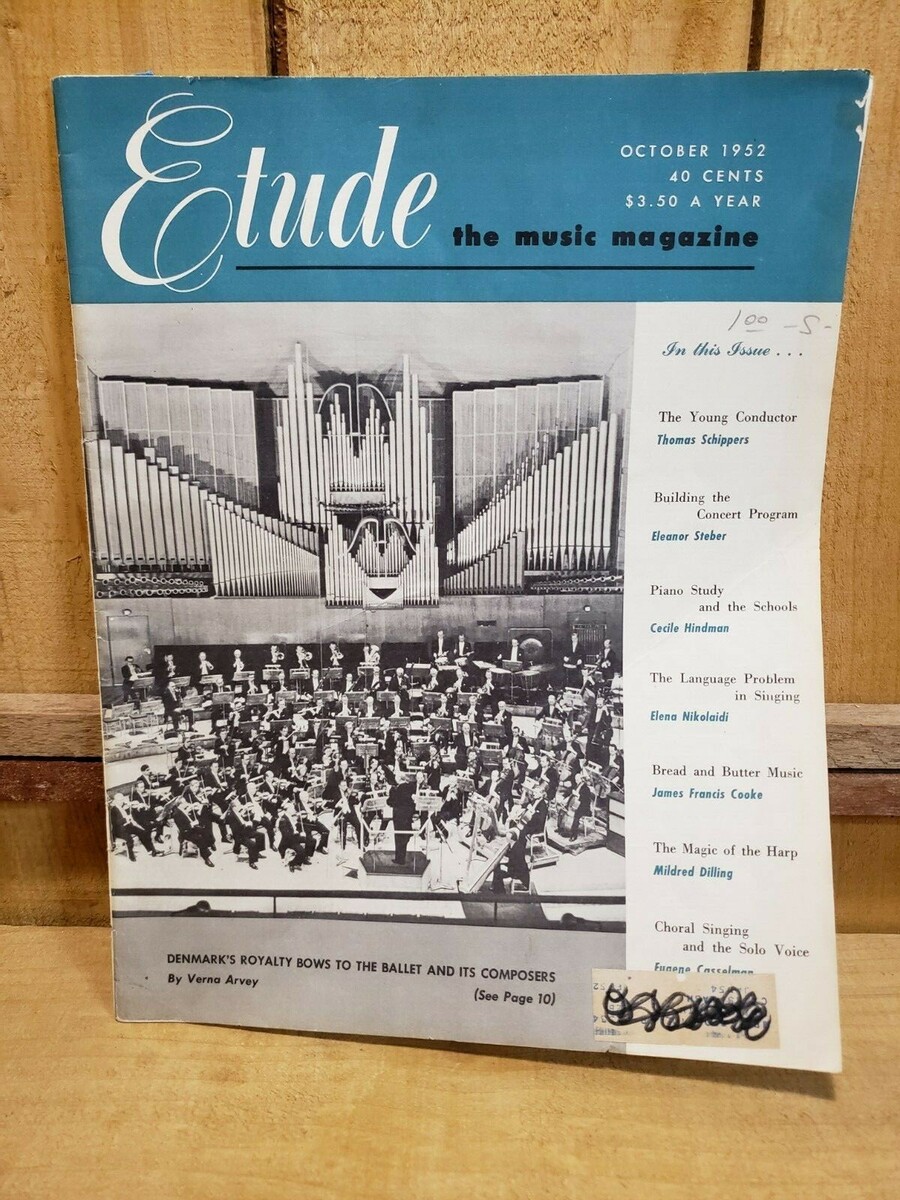 Etude
OCTOBER 1952
40 CENTS
$3.50 A YEAR
the music magazine
1 00 -S-
In this Issue . . .
The Young Conductor
Thomas Schippers
Building the
Concert Program
Eleanor Steber
Piano Study
and the Schools
Cecile Hindman
The Language Problem
in Singing
Elena Nikolaidi
Bread and Butter Music
James Francis Cooke
The Magic of the Harp
Mildred Dilling
Choral Singing
and the Solo Voice
Eugene Casselman
DENMARK'S ROYALTY BOWS TO THE BALLET AND ITS COMPOSERS
By Verna Arvey
(See Page 10)